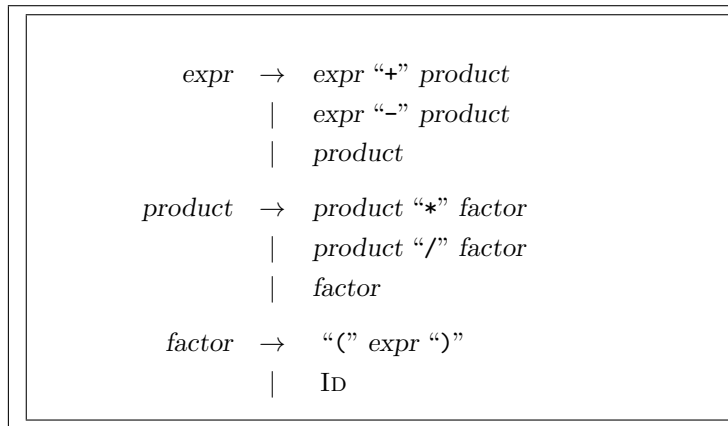 expr → expr “+” product
| expr “-” product
| product
product → product “*” factor
| product “/” factor
| factor
factor → “(” expr “)”
| ID